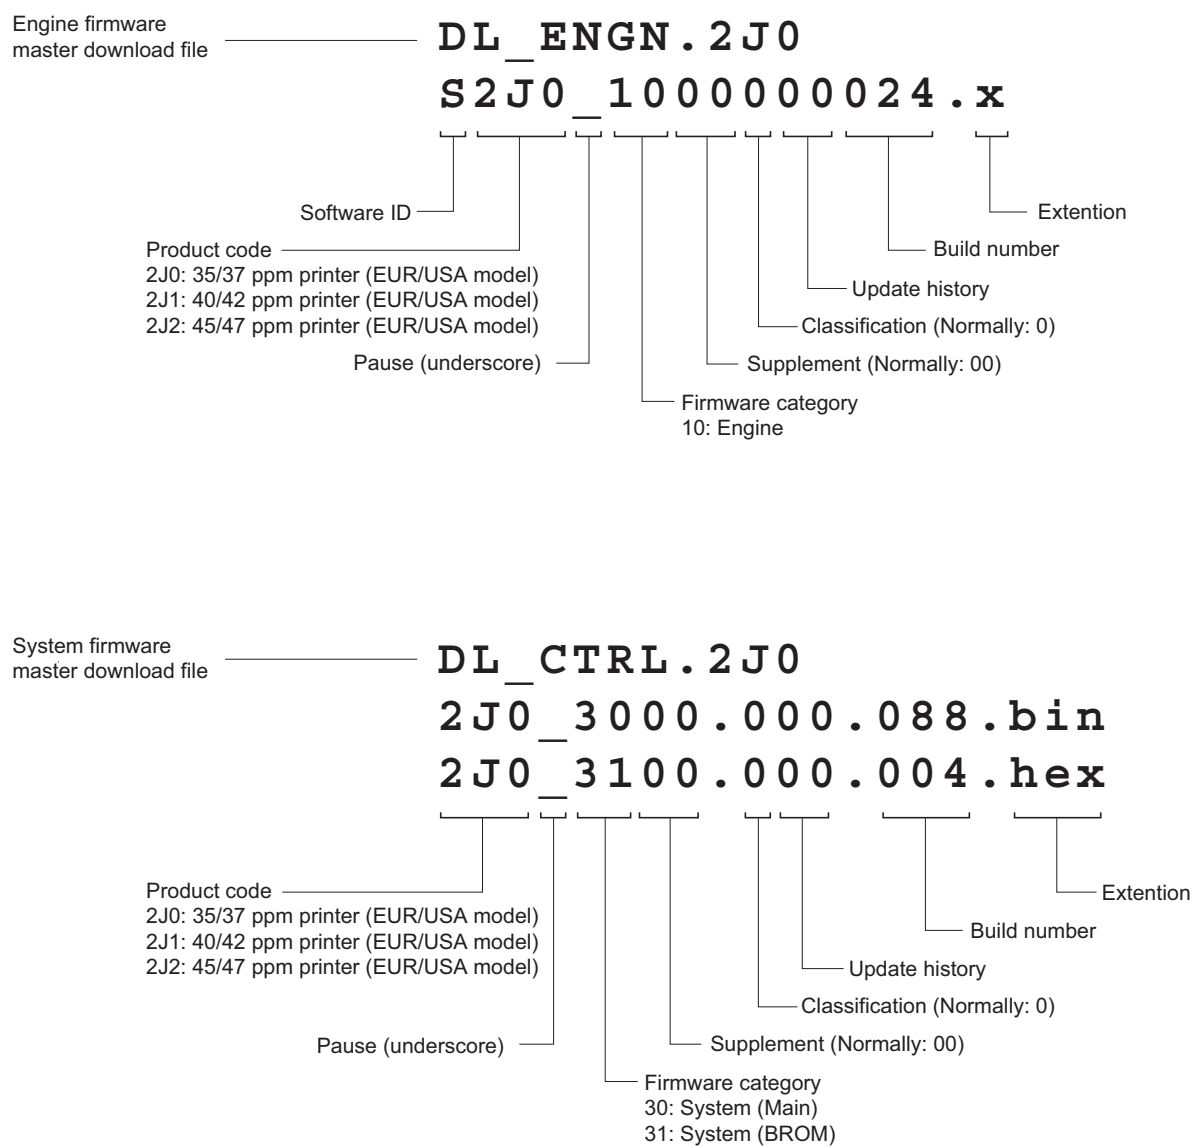 Engine firmware
master download file
DL_ENGN.2J0
S2J0_1000000024.x
Software ID
Extention
Product code
2J0: 35/37 ppm printer (EUR/USA model)
2J1: 40/42 ppm printer (EUR/USA model)
2J2: 45/47 ppm printer (EUR/USA model)
Build number
Update history
Classification (Normally: 0)
Pause (underscore)
Supplement (Normally: 00)
Firmware category
10: Engine
System firmware
master download file
DL_CTRL.2J0
2J0_3000.000.088.bin
2J0_3100.000.004.hex
Product code
2J0: 35/37 ppm printer (EUR/USA model)
2J1: 40/42 ppm printer (EUR/USA model)
2J2: 45/47 ppm printer (EUR/USA model)
Extention
Build number
Update history
Classification (Normally: 0)
Pause (underscore)
Supplement (Normally: 00)
Firmware category
30: System (Main)
31: System (BROM)